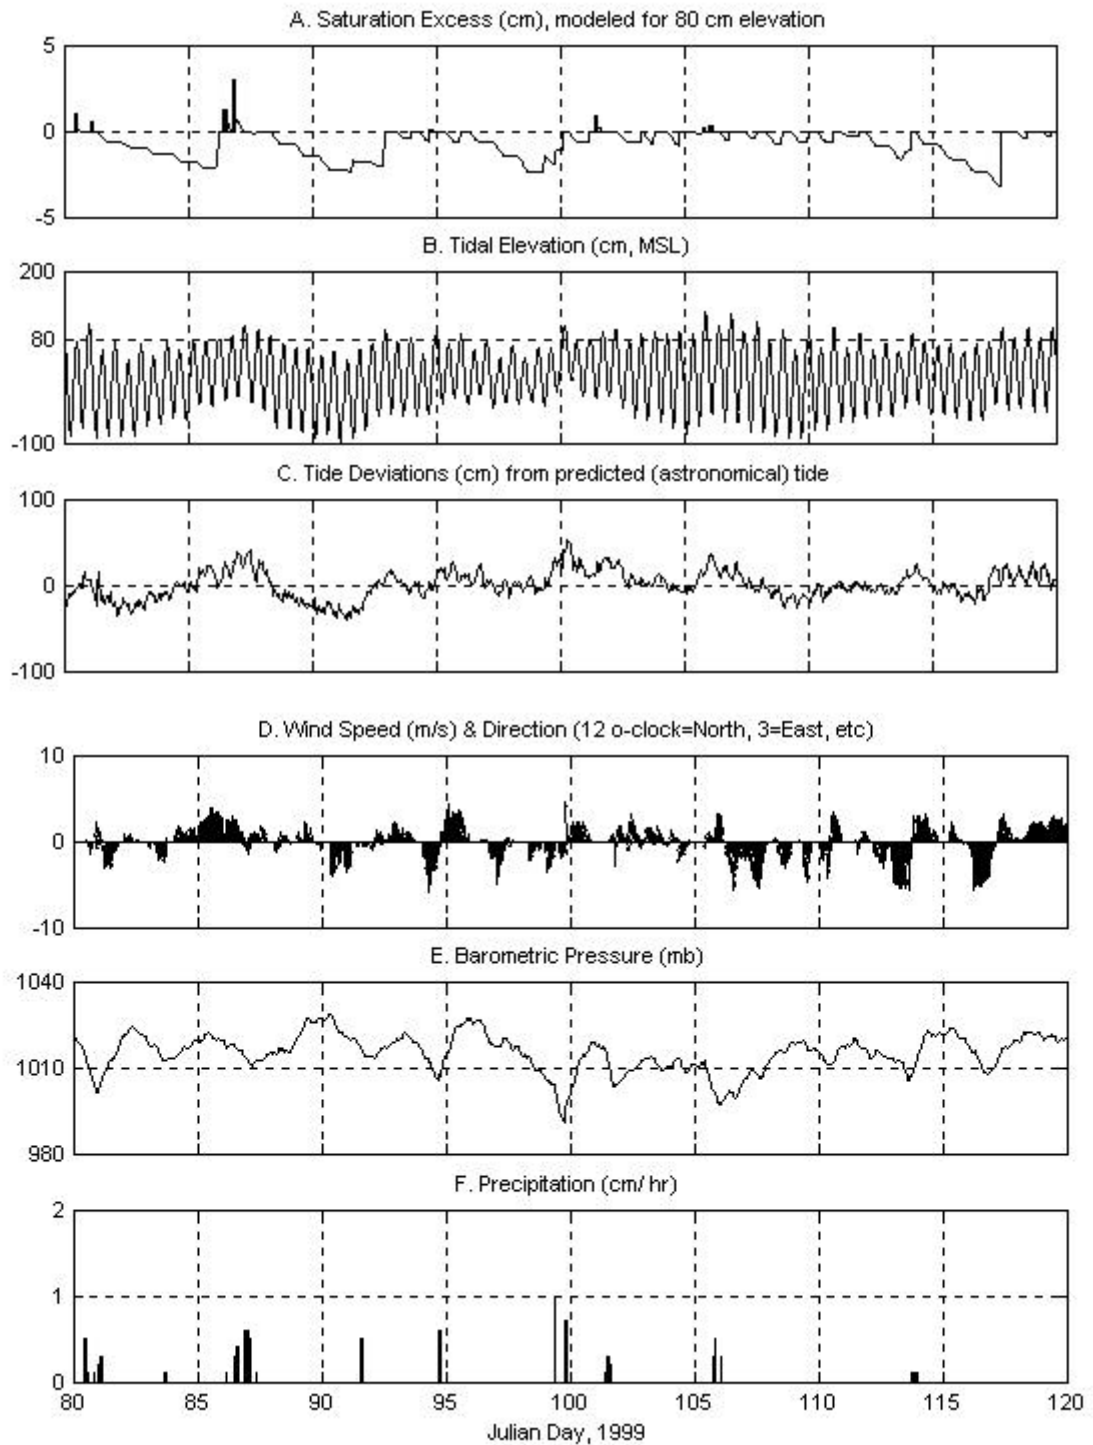 A. Saturation Excess (cm), modeled for 80 cm elevation
5
0
-5
B. Tidal Elevation (cm, MSL)
200
80
-100
C. Tide Deviations (cm) from predicted (astronomical) tide
100
0
-100
D. Wind Speed (m/s) & Direction (12 o-clock=North, 3=East, etc)
10
0
-10
E. Barometric Pressure (mb)
1040
1010
980
F. Precipitation (cm/ hr)
2
1
0
80 85 90 95 100 105 110 115 120
Julian Day, 1999